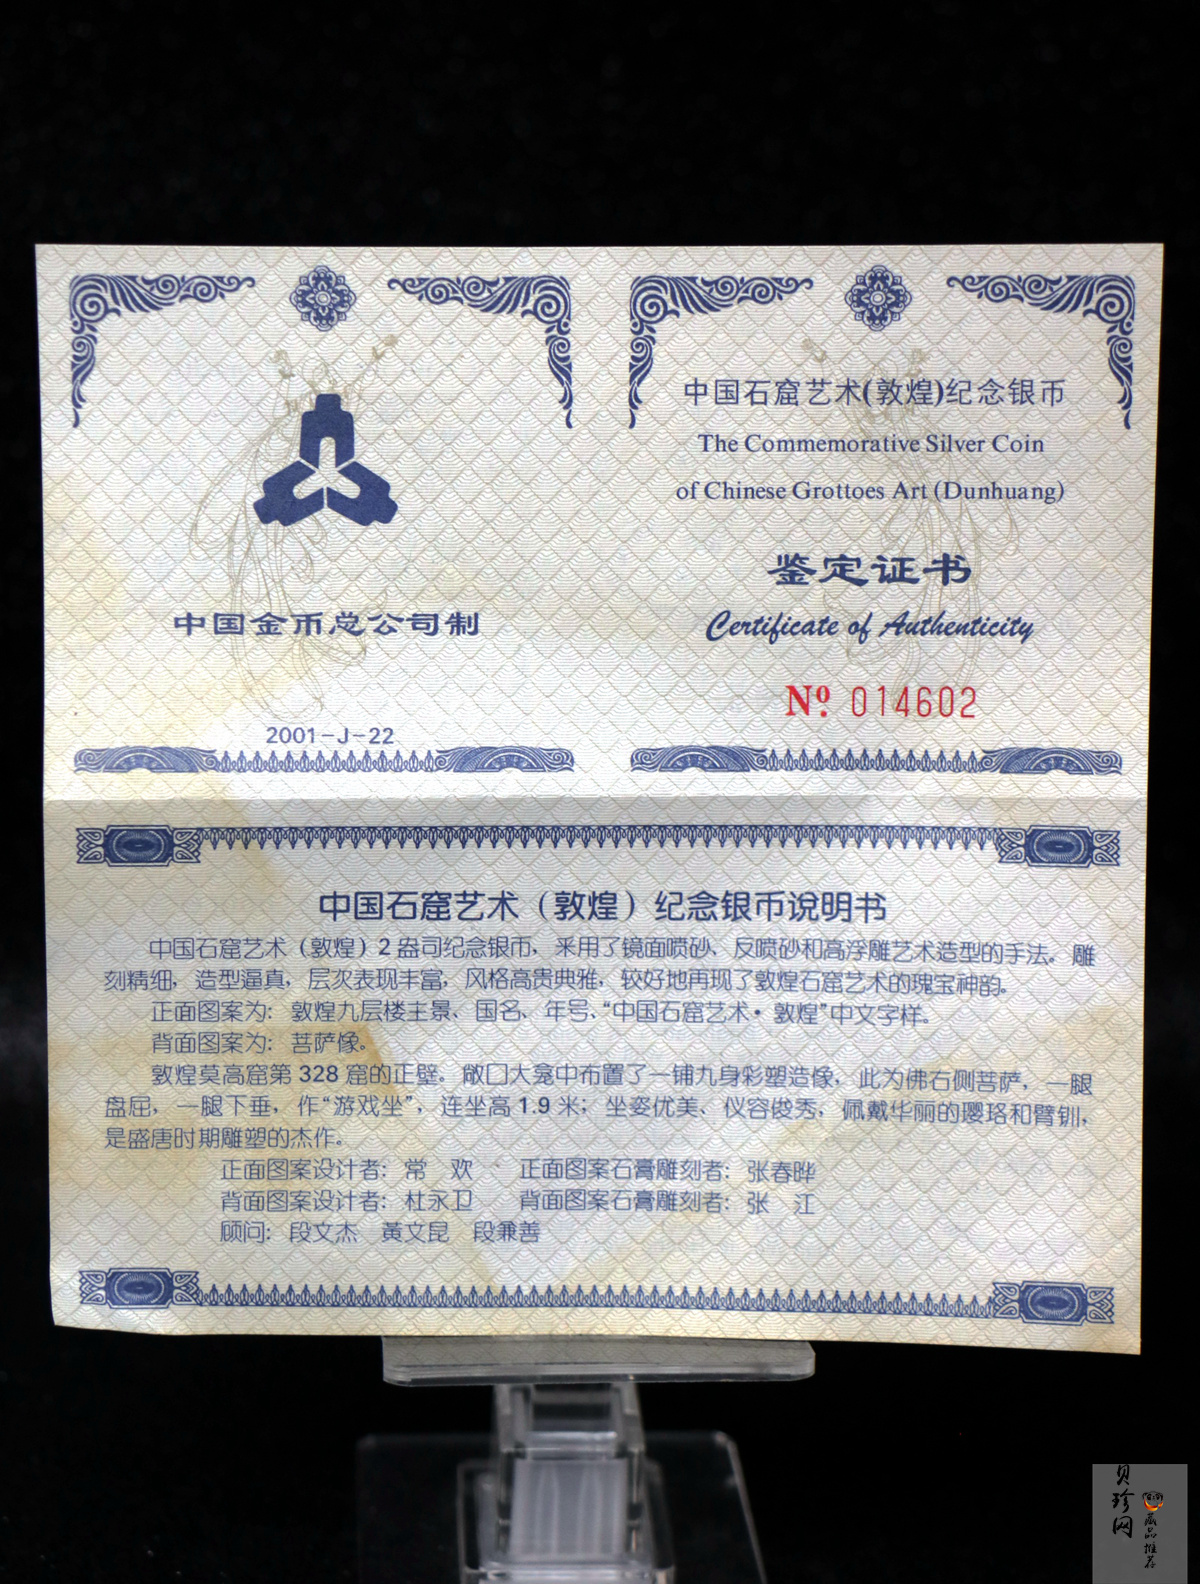 中国金币总公司制
2001-J-22
中国石窟艺术(敦煌)纪念银币
The Commemorative Silver Coin
of Chinese Grottoes Art (Dunhuang)
鉴定证书
Certificate of Authenticity
Nº. 014602
中国石窟艺术（敦煌）纪念银币说明书
中国石窟艺术（敦煌）2盎司纪念银币，采用了镜面喷砂、反喷砂和高浮雕艺术造型的手法。雕
刻精细，造型逼真，层次表现丰富，风格高贵典雅，较好地再现了敦煌石窟艺术的瑰宝神韵。
正面图案为：敦煌九层楼主景、国名、年号、“中国石窟艺术·敦煌”中文字样。
背面图案为：菩萨像。
敦煌莫高窟第328窟的正壁。敞口大龛中布置了一铺九身彩塑造像，此为佛右侧菩萨，一腿
盘屈，一腿下垂，作“游戏坐”，连坐高1.9米；坐姿优美、仪容俊秀，佩戴华丽的璎珞和臂钏，
是盛唐时期雕塑的杰作。
正面图案设计者：常　欢　　正面图案石膏雕刻者：张春晔
背面图案设计者：杜永卫　　背面图案石膏雕刻者：张　江
顾问：段文杰　黄文昆　段兼善
贝珍网
藏品推荐